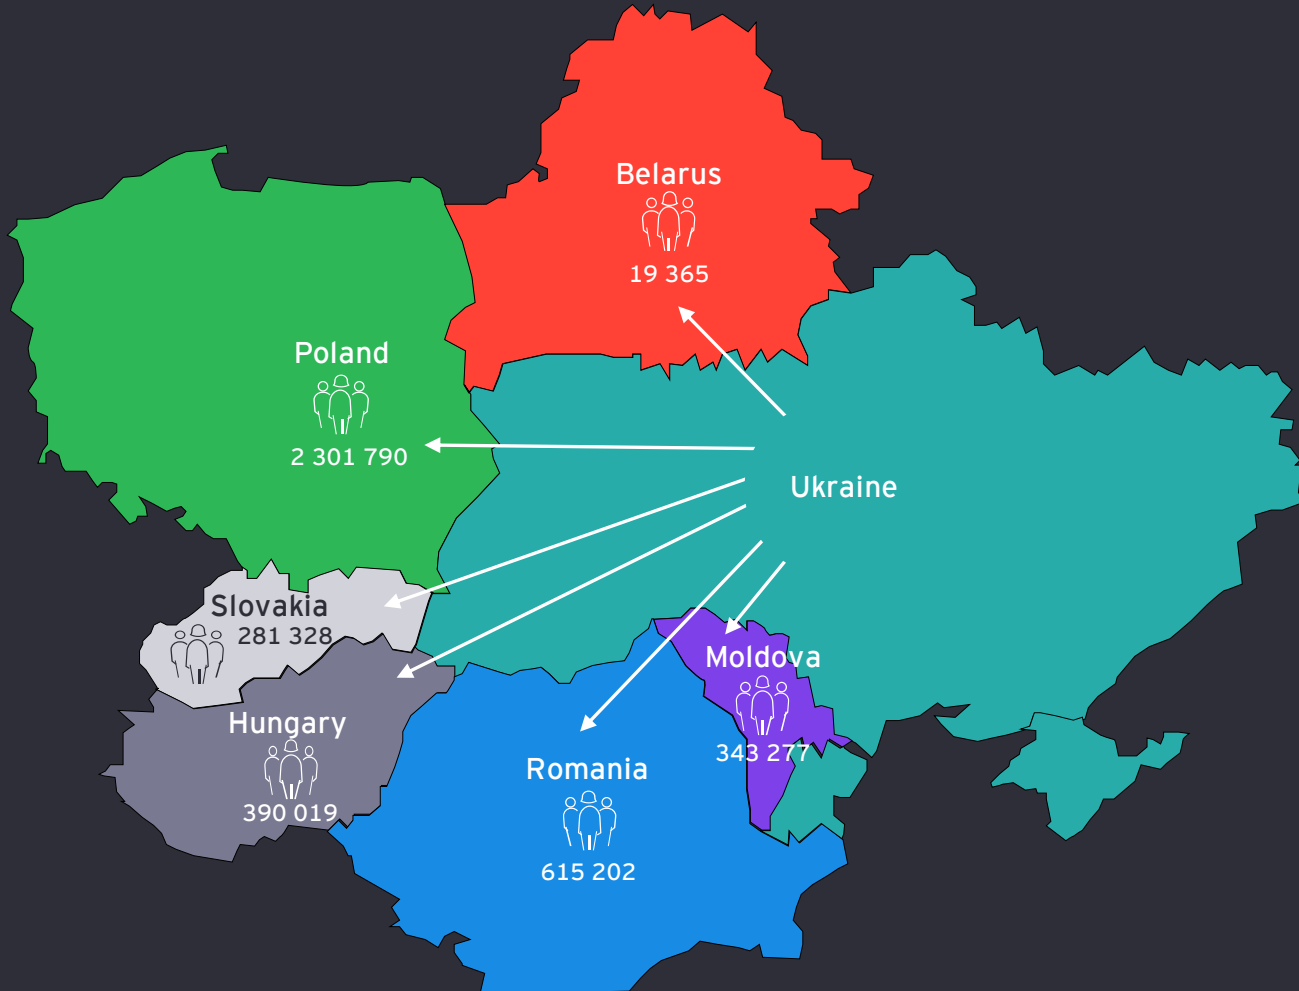 Belarus
19 365
Poland
2 301 790
Ukraine
Slovakia
281 328
Moldova
343 277
Hungary
390 019
Romania
615 202